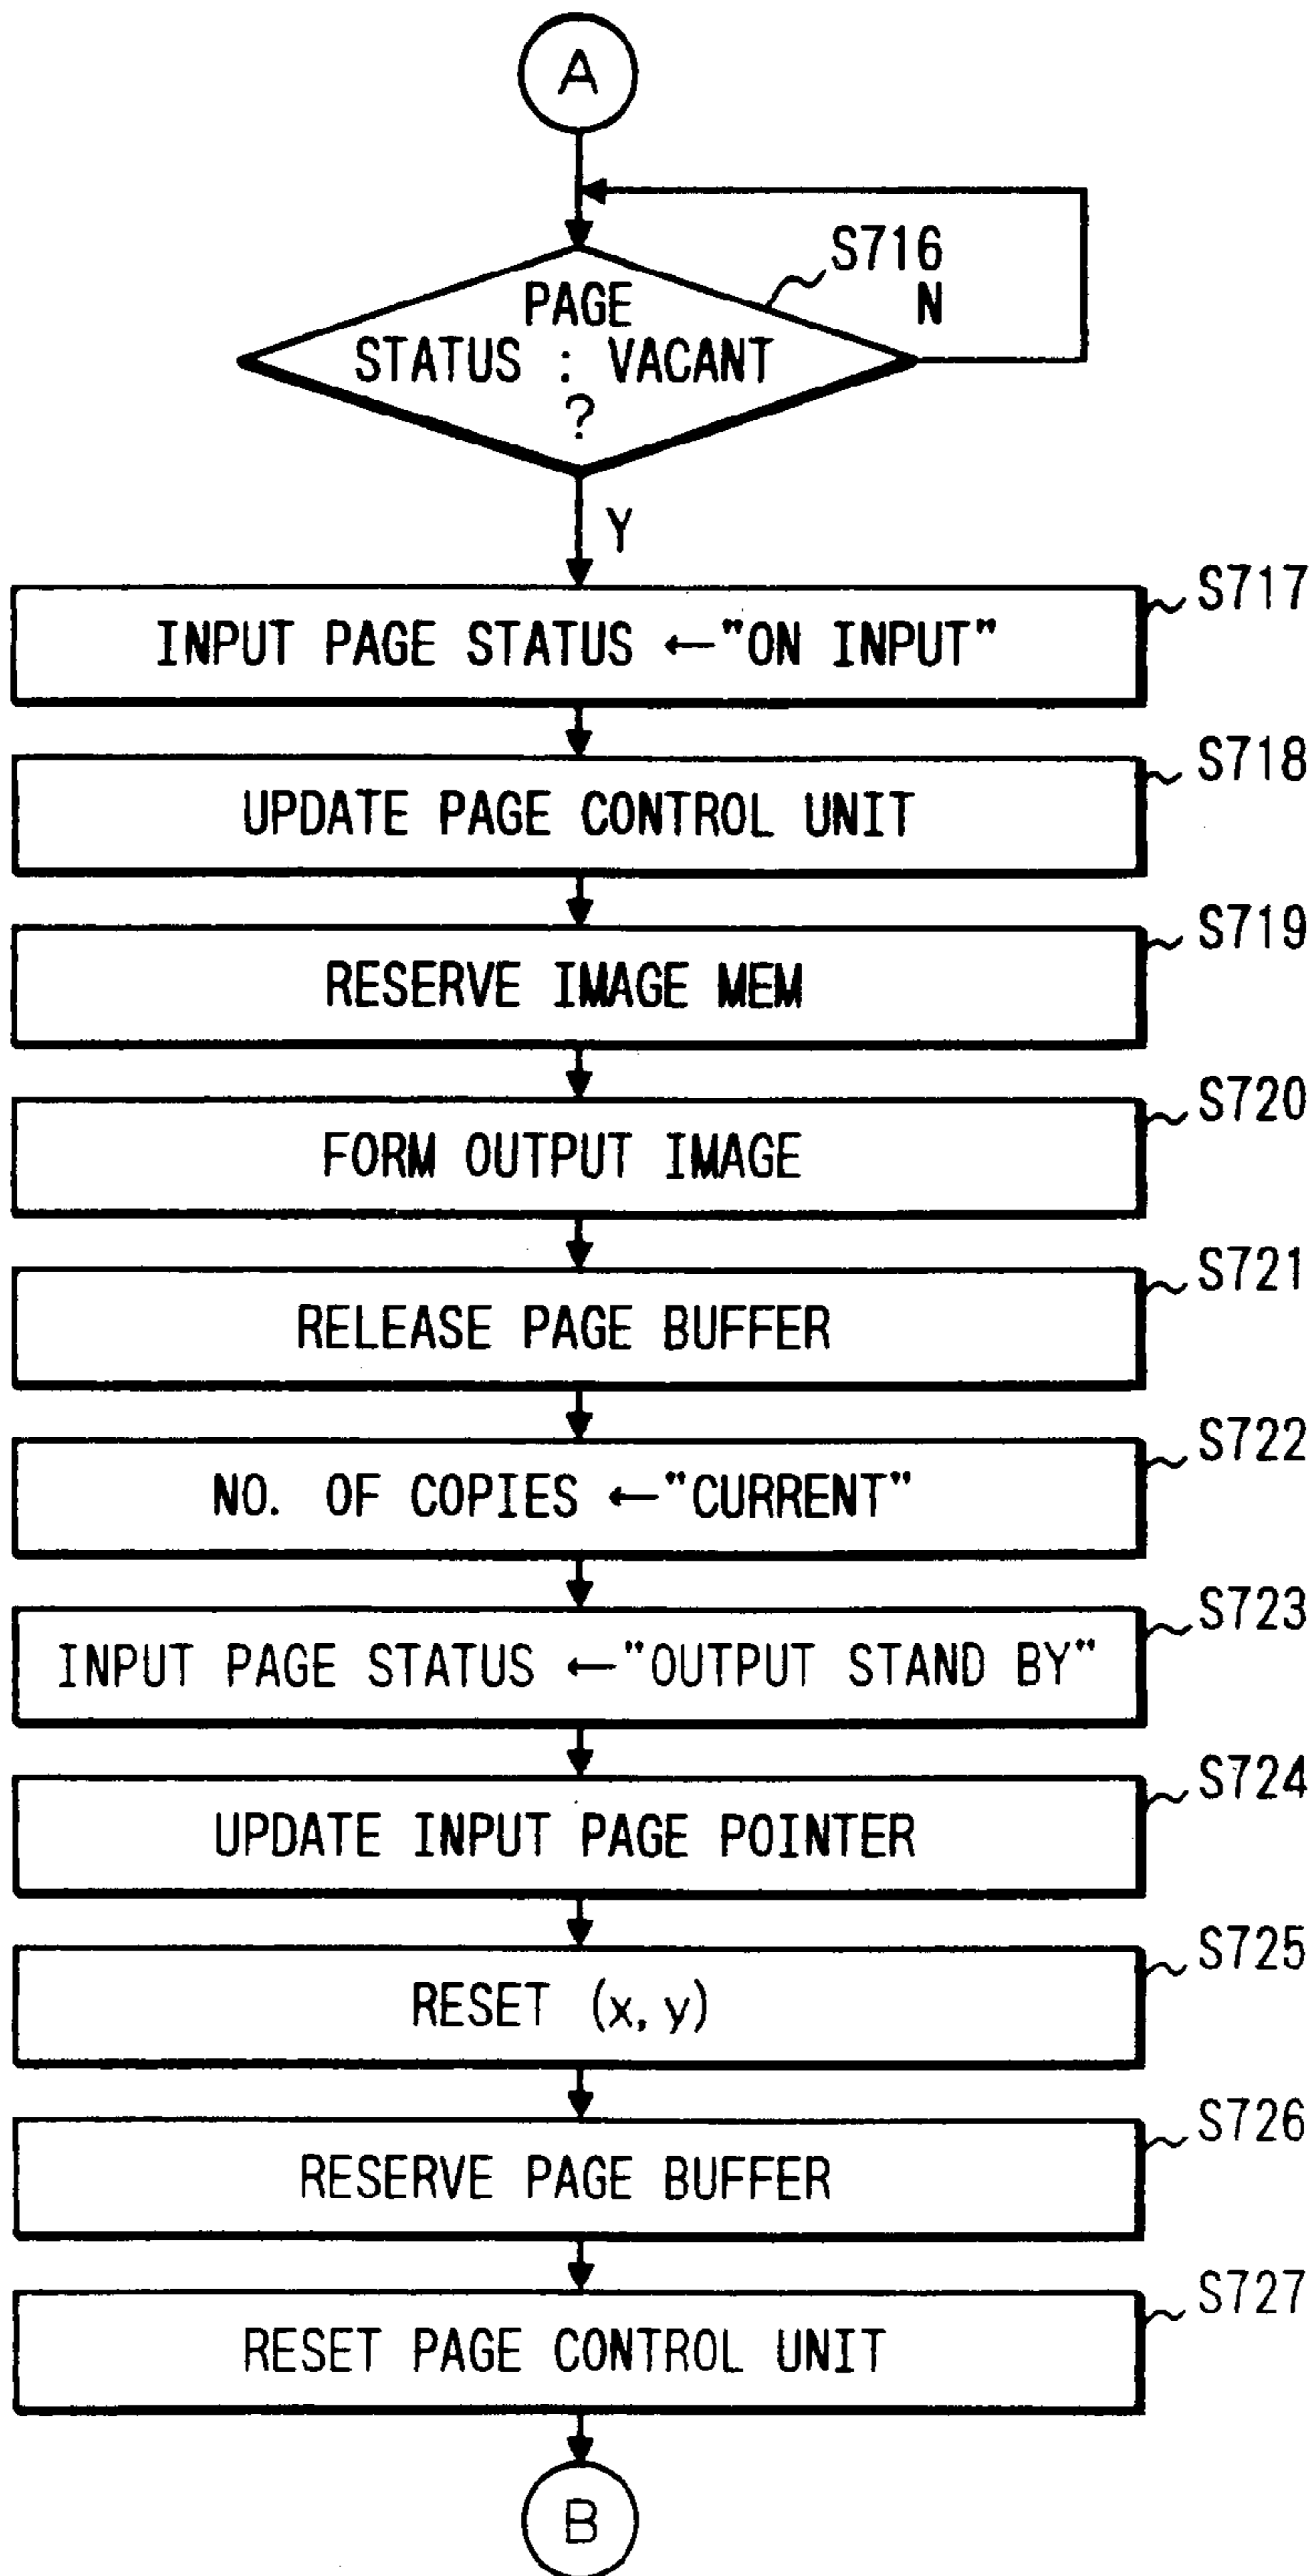 A
S716
PAGE
N
STATUS : VACANT
?
Y
S717
INPUT PAGE STATUS ←"ON INPUT"
S718
UPDATE PAGE CONTROL UNIT
S719
RESERVE IMAGE MEM
S720
FORM OUTPUT IMAGE
S721
RELEASE PAGE BUFFER
S722
NO. OF COPIES ←"CURRENT"
S723
INPUT PAGE STATUS ←"OUTPUT STAND BY"
S724
UPDATE INPUT PAGE POINTER
S725
RESET (x, y)
S726
RESERVE PAGE BUFFER
S727
RESET PAGE CONTROL UNIT
B